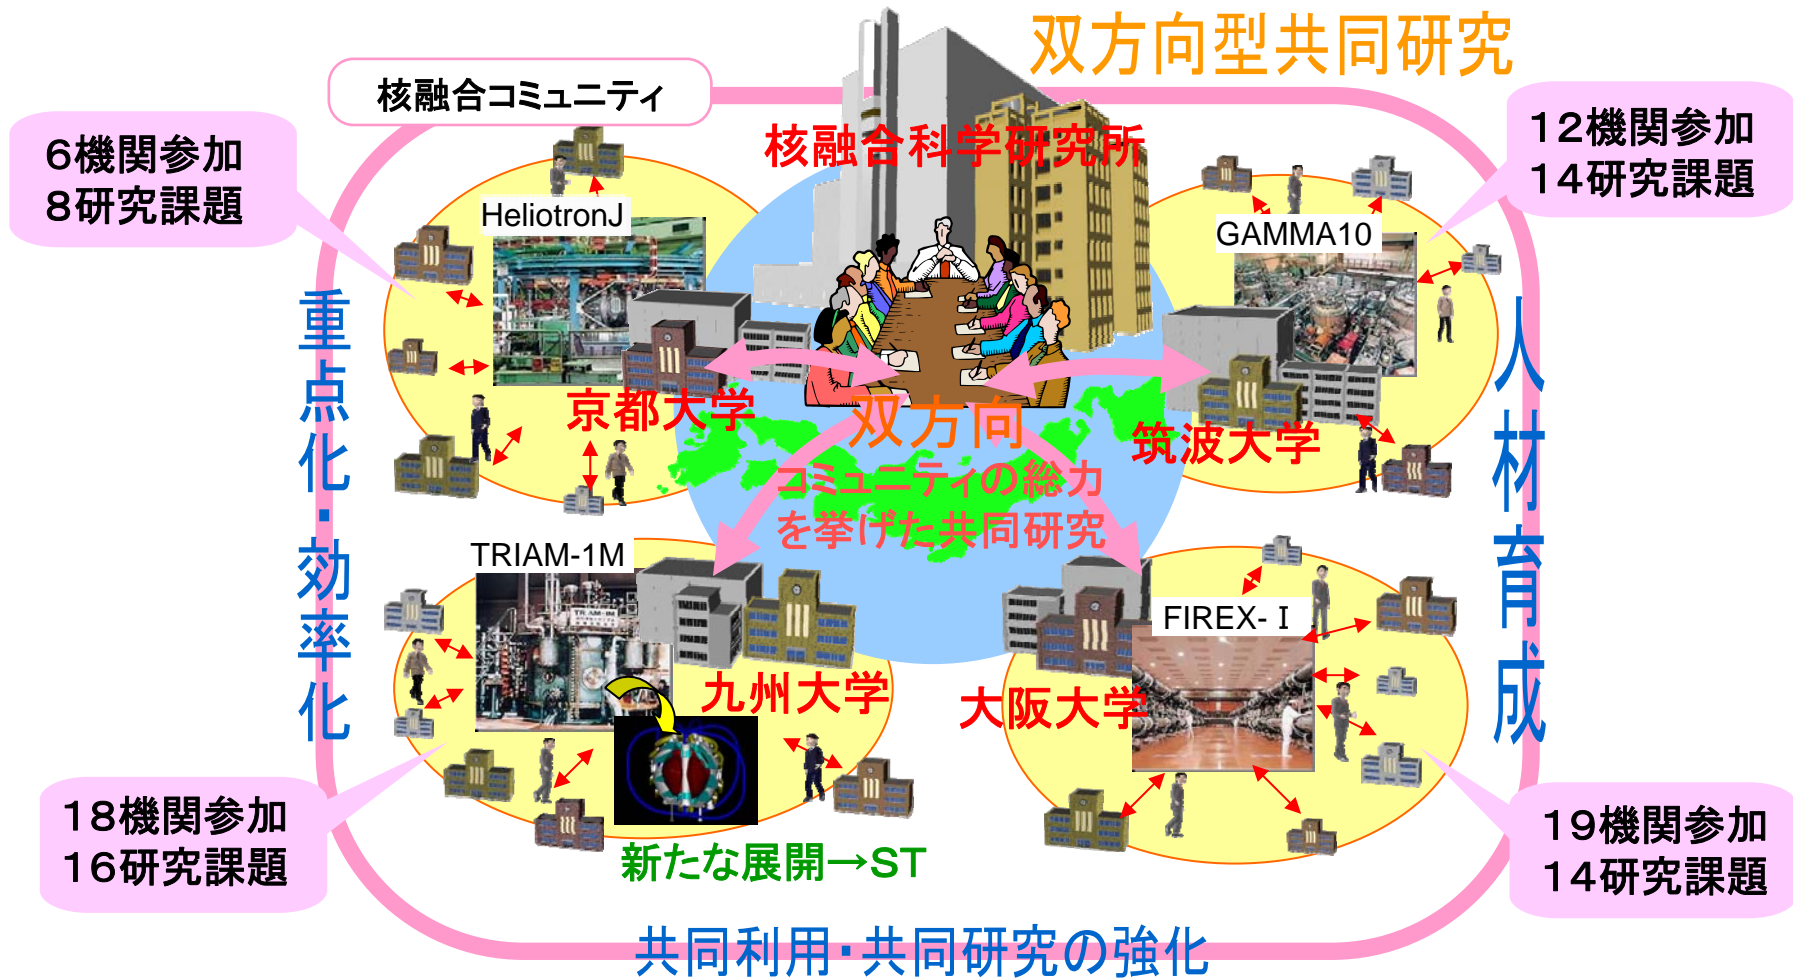 双方向型共同研究
核融合コミュニティ
核融合科学研究所
6機関参加
8研究課題
12機関参加
14研究課題
HeliotronJ
GAMMA10
京都大学
筑波大学
双方向
コミュニティの総力
を挙げた共同研究
重点化・効率化
人材育成
TRIAM-1M
TRIAM-1M
FIREX-Ⅰ
九州大学
大阪大学
18機関参加
16研究課題
19機関参加
14研究課題
新たな展開→ST
共同利用・共同研究の強化